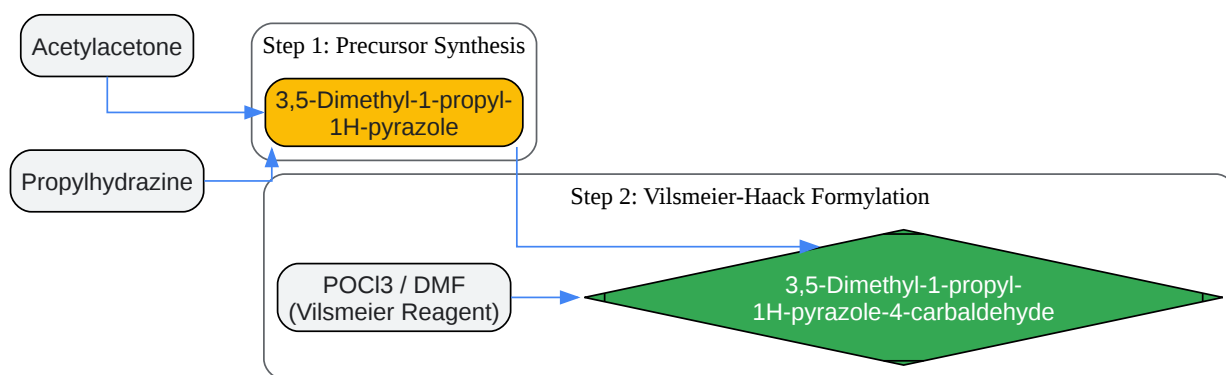 Acetylacetone
Step 1: Precursor Synthesis
3,5-Dimethyl-1-propyl-
1H-pyrazole
Propylhydrazine
Step 2: Vilsmeier-Haack Formylation
POCl3 / DMF
(Vilsmeier Reagent)
3,5-Dimethyl-1-propyl-
1H-pyrazole-4-carbaldehyde